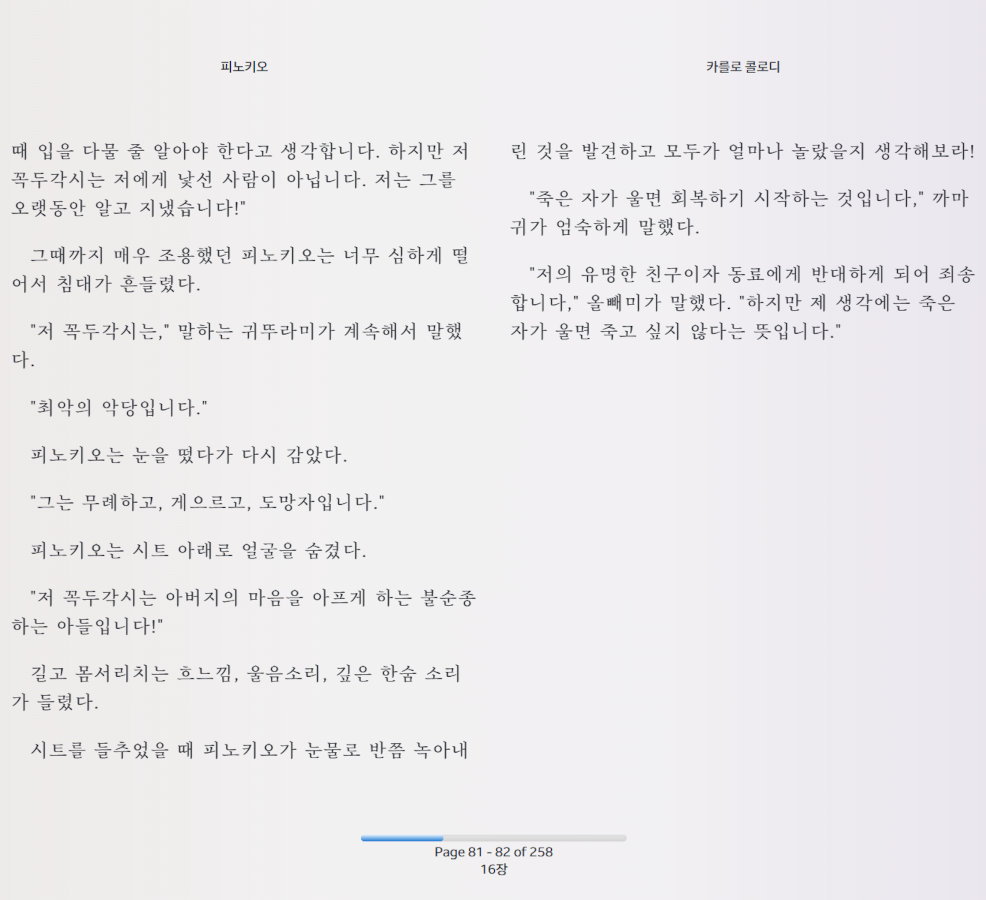 피노키오
때 입을 다물 줄 알아야 한다고 생각합니다. 하지만 저
꼭두각시는 저에게 낯선 사람이 아닙니다. 저는 그를
오랫동안 알고 지냈습니다!"
그때까지 매우 조용했던 피노키오는 너무 심하게 떨
어서 침대가 흔들렸다.
"저 꼭두각시는," 말하는 귀뚜라미가 계속해서 말했
다.
"최악의 악당입니다."
피노키오는 눈을 떴다가 다시 감았다.
"그는 무례하고, 게으르고, 도망자입니다."
피노키오는 시트 아래로 얼굴을 숨겼다.
"저 꼭두각시는 아버지의 마음을 아프게 하는 불순종
하는 아들입니다!"
길고 몸서리치는 흐느낌, 울음소리, 깊은 한숨 소리
가 들렸다.
시트를 들추었을 때 피노키오가 눈물로 반쯤 녹아내
카를로 콜로디
린 것을 발견하고 모두가 얼마나 놀랐을지 생각해보라!
"죽은 자가 울면 회복하기 시작하는 것입니다," 까마
귀가 엄숙하게 말했다.
"저의 유명한 친구이자 동료에게 반대하게 되어 죄송
합니다," 올빼미가 말했다. "하지만 제 생각에는 죽은
자가 울면 죽고 싶지 않다는 뜻입니다."
Page 81 - 82 of 258
16장